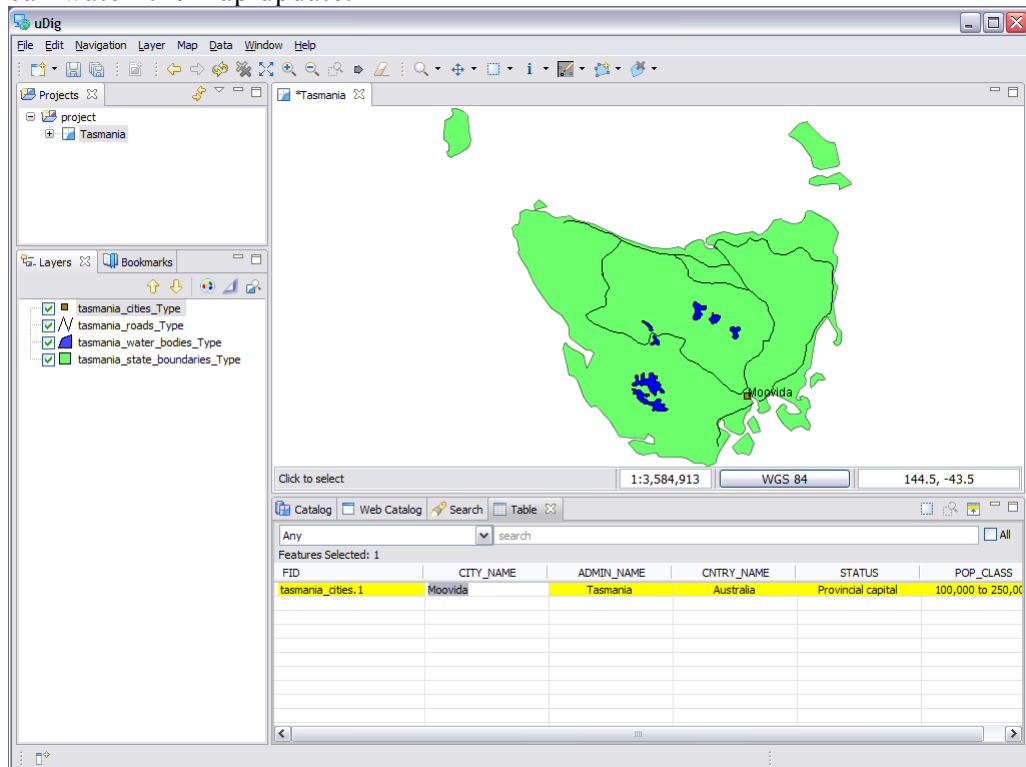 uDig
File Edit Navigation Layer Map Data Window Help
Projects
project
Tasmania
*Tasmania
Moovida
Layers Bookmarks
tasmania_cities_Type
tasmania_roads_Type
tasmania_water_bodies_Type
tasmania_state_boundaries_Type
Click to select 1:3,584,913 WGS 84 144.5, -43.5
Catalog Web Catalog Search Table
Any search All
Features Selected: 1
FID CITY_NAME ADMIN_NAME CNTRY_NAME STATUS POP_CLASS
tasmania_cities.1 Moovida Tasmania Australia Provincial capital 100,000 to 250,00